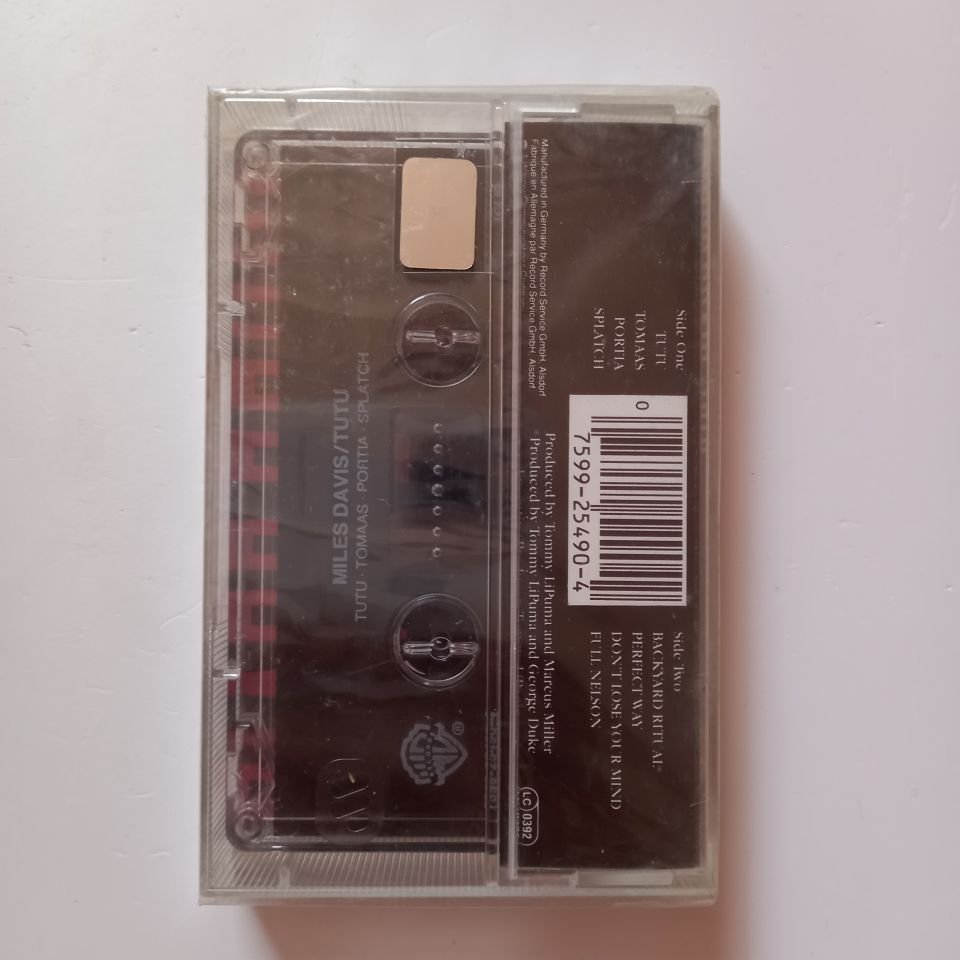 Side One
TUTU
TOMAAS
PORTIA
SPLATCH
0
7599-25490-4
Side Two
BACKYARD RITUAL*
PERFECT WAY
DON'T LOSE YOUR MIND
FULL NELSON
Produced by Tommy LiPuma and Marcus Miller
*Produced by Tommy LiPuma and George Duke
Manufactured in Germany by Record Service GmbH, Alsdorf
Fabriqué en Allemagne par Record Service GmbH, Alsdorf
LC 0392
MILES DAVIS/TUTU
TUTU · TOMAAS · PORTIA · SPLATCH
®